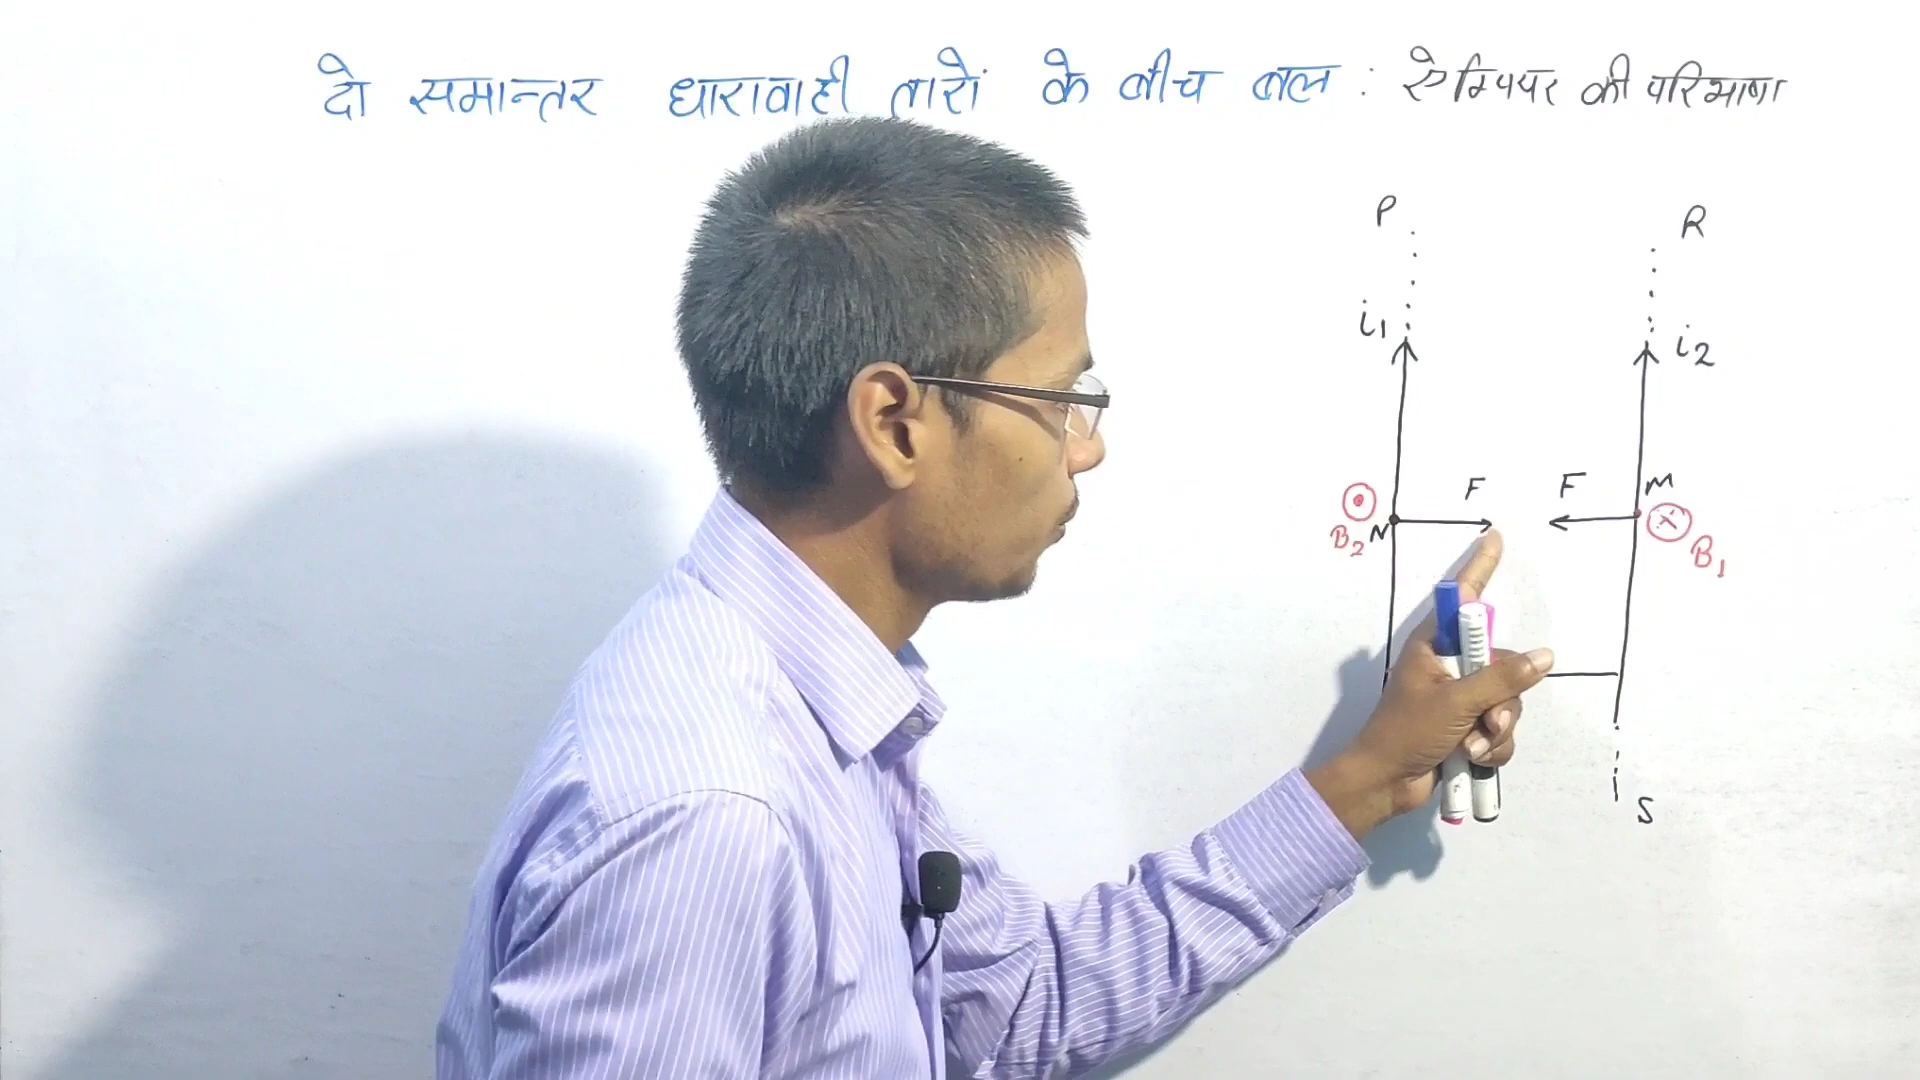 दो समान्तर धारावाही तारों के बीच बल : ऐम्पियर की परिभाषा
P R
i₁ i₂
F F M
B₂ N B₁
S